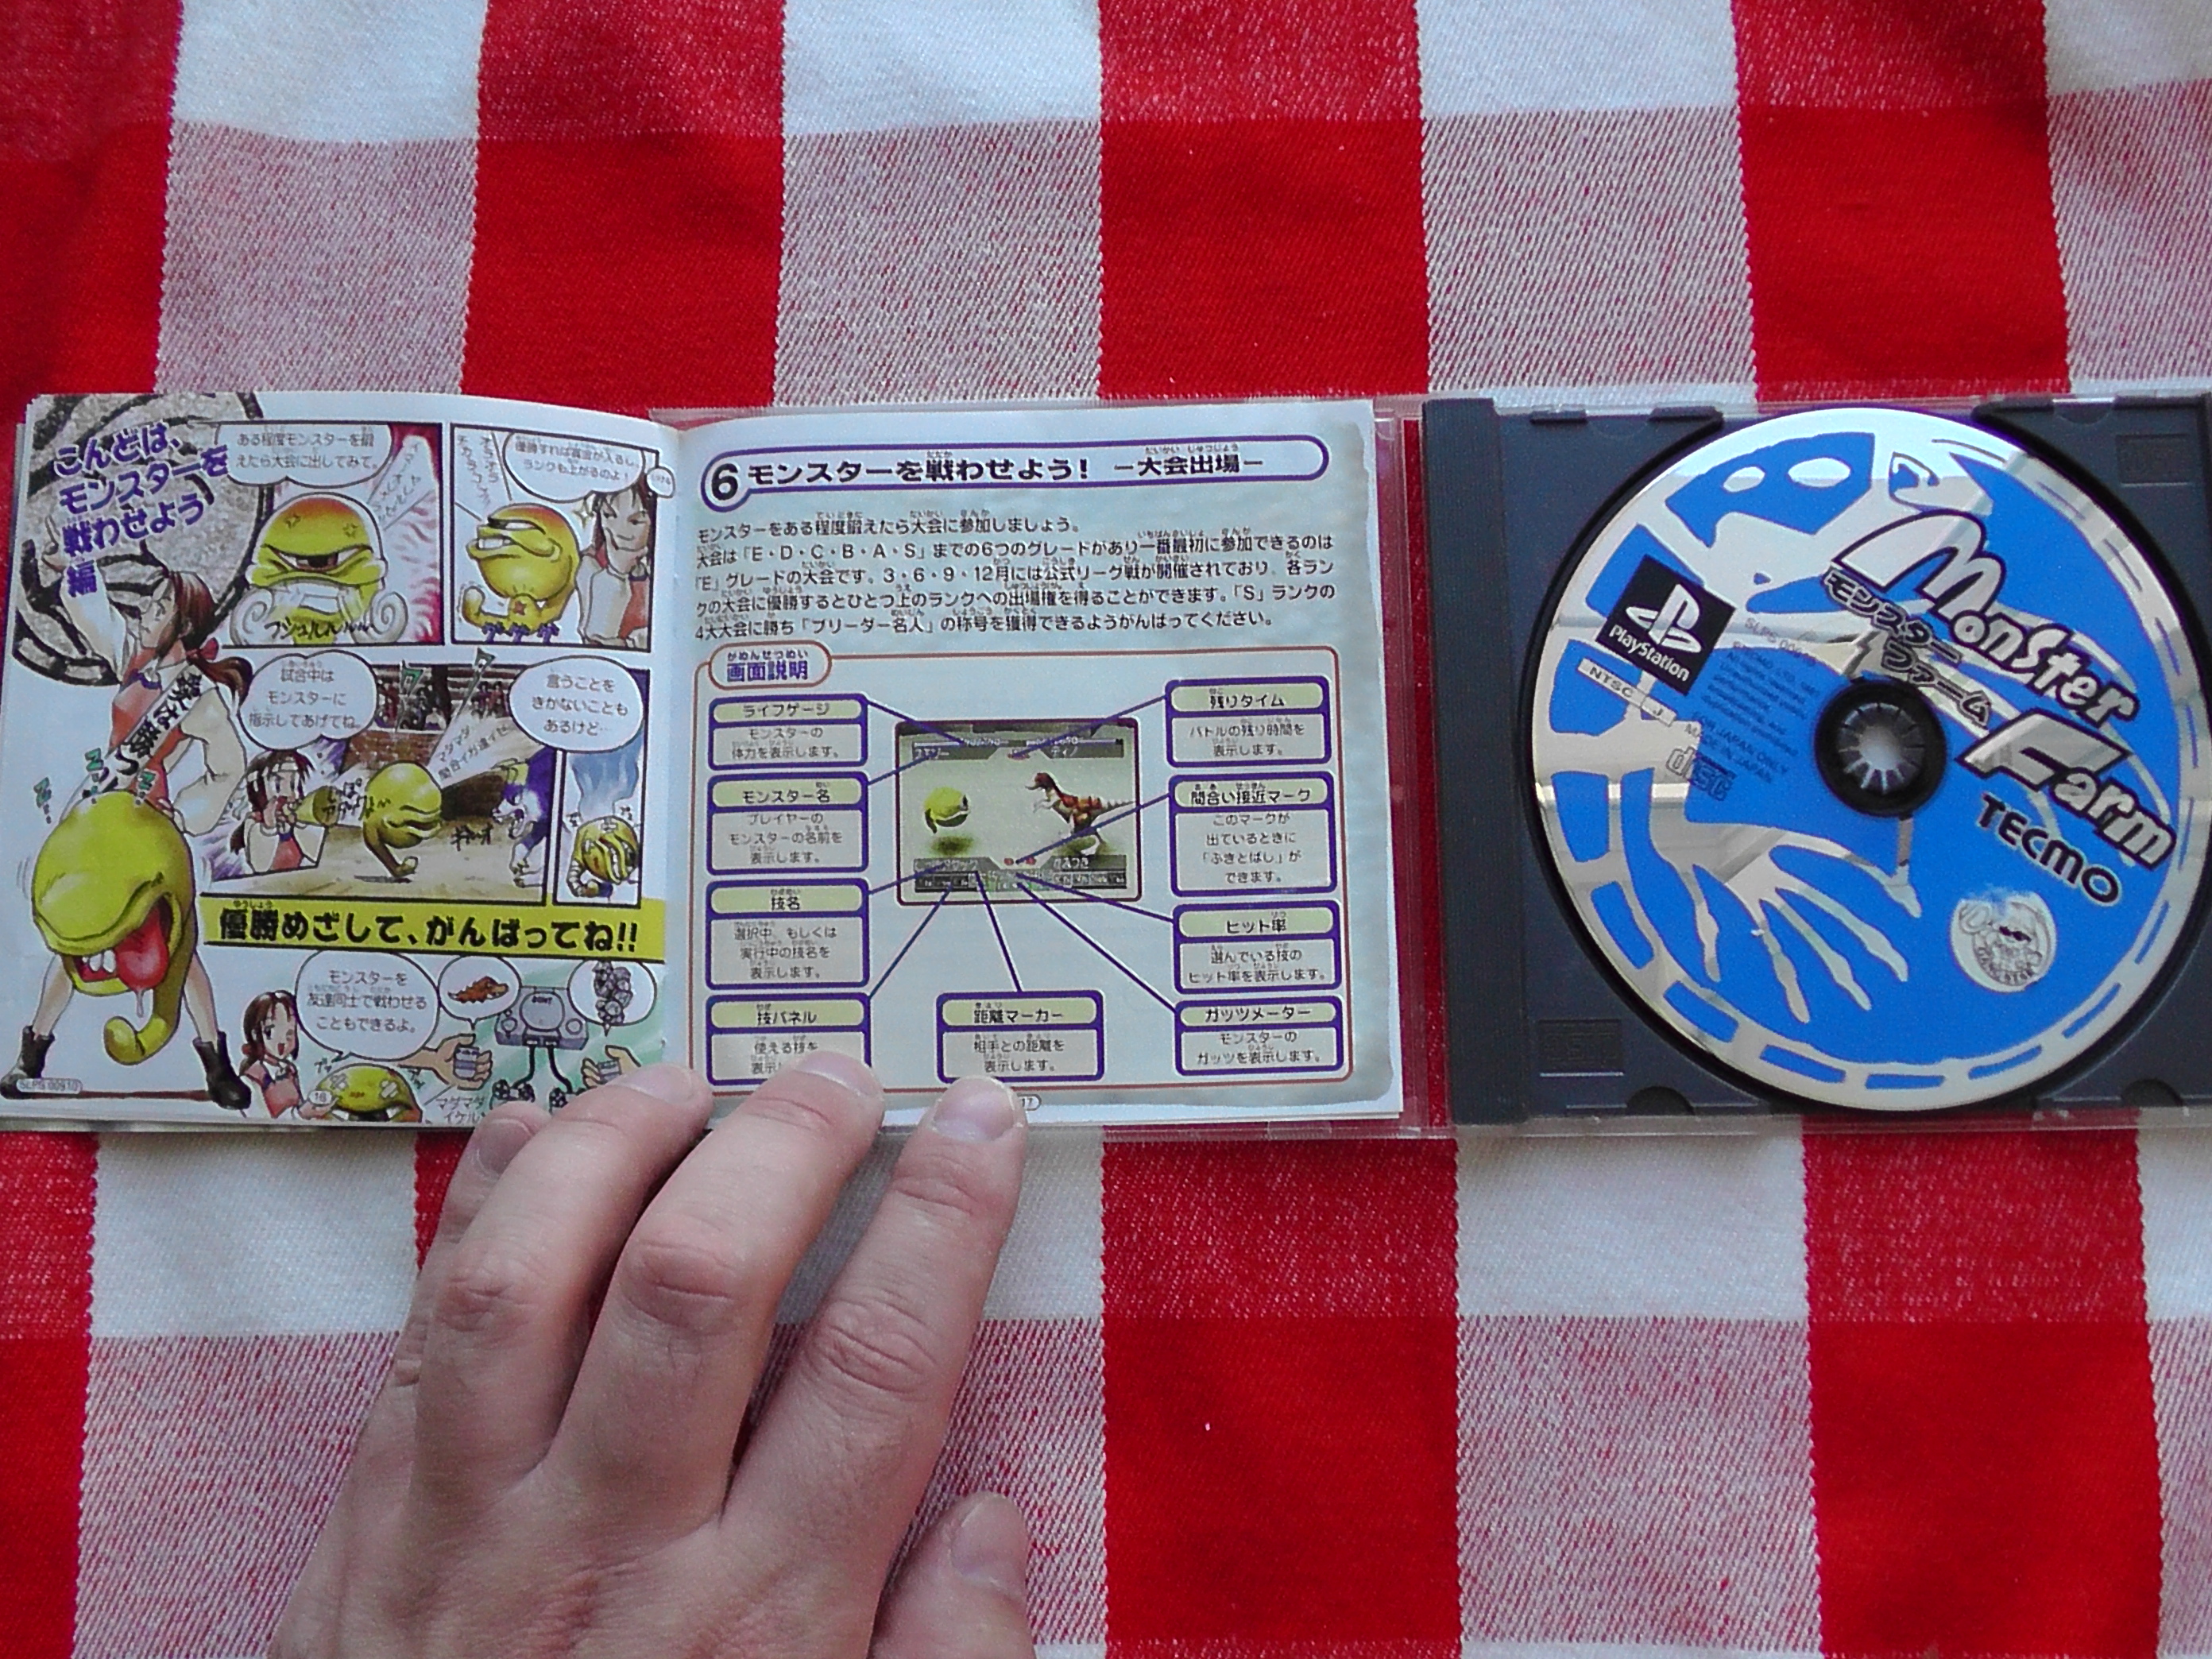 こんどは、
モンスターを
戦わせよう
編
ある程度モンスターを鍛
えたら大会に出してみて。
優勝すれば賞金が入るし、
ランクも上がるのよ!
フシュルルルル
試合中は
モンスターに
指示してあげてね。
言うことを
きかないことも
あるけど…
優勝めざして、がんばってね!!
モンスターを
友達同士で戦わせる
こともできるよ。
マダマダ
イケル
SLPS 00910
16
6 モンスターを戦わせよう! ー大会出場ー
モンスターをある程度鍛えたら大会に参加しましょう。
大会は「E・D・C・B・A・S」までの6つのグレードがあり一番最初に参加できるのは
「E」グレードの大会です。3・6・9・12月には公式リーグ戦が開催されており、各ラン
クの大会に優勝するとひとつ上のランクへの出場権を得ることができます。「S」ランクの
4大大会に勝ち「ブリーダー名人」の称号を獲得できるようがんばってください。
画面説明
ライフゲージ
モンスターの
体力を表示します。
モンスター名
プレイヤーの
モンスターの名前を
表示します。
技名
選択中、もしくは
実行中の技名を
表示します。
技パネル
使える技を
表示
距離マーカー
相手との距離を
表示します。
残りタイム
バトルの残り時間を
表示します。
間合い接近マーク
このマークが
出ているときに
「ふきとばし」が
できます。
ヒット率
選んでいる技の
ヒット率を表示します。
ガッツメーター
モンスターの
ガッツを表示します。
17
Monster
Farm
モンスター
ファーム
TECMO
PlayStation
NTSC J
disc